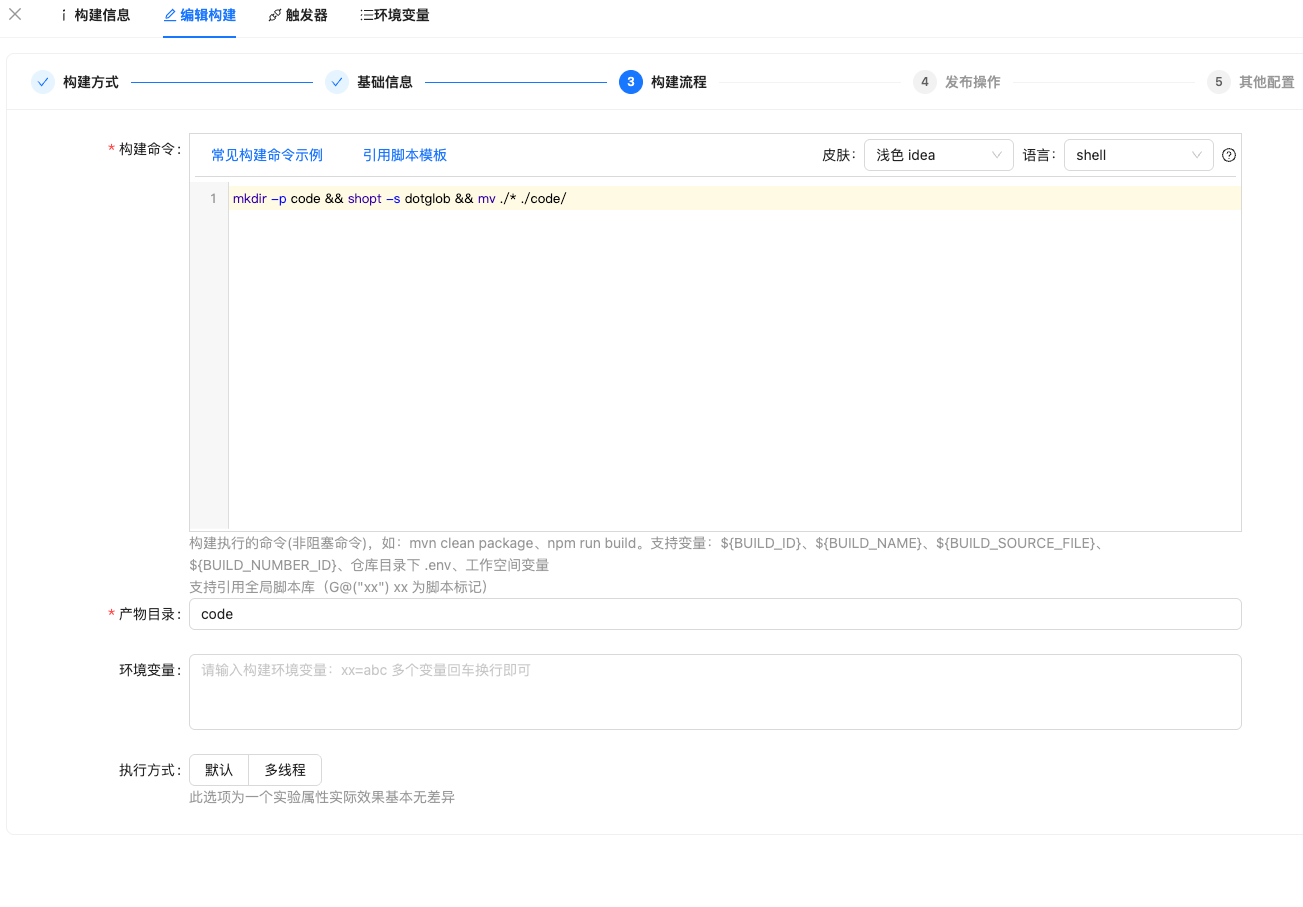 构建信息
编辑构建
触发器
环境变量
构建方式
基础信息
3 构建流程
4 发布操作
5 其他配置
* 构建命令:
常见构建命令示例 引用脚本模板 皮肤: 浅色 idea 语言: shell
1 mkdir -p code && shopt -s dotglob && mv ./* ./code/
构建执行的命令(非阻塞命令)，如：mvn clean package、npm run build。支持变量：${BUILD_ID}、${BUILD_NAME}、${BUILD_SOURCE_FILE}、
${BUILD_NUMBER_ID}、仓库目录下 .env、工作空间变量
支持引用全局脚本库（G@("xx") xx 为脚本标记）
* 产物目录: code
环境变量: 请输入构建环境变量：xx=abc 多个变量回车换行即可
执行方式: 默认 多线程
此选项为一个实验属性实际效果基本无差异